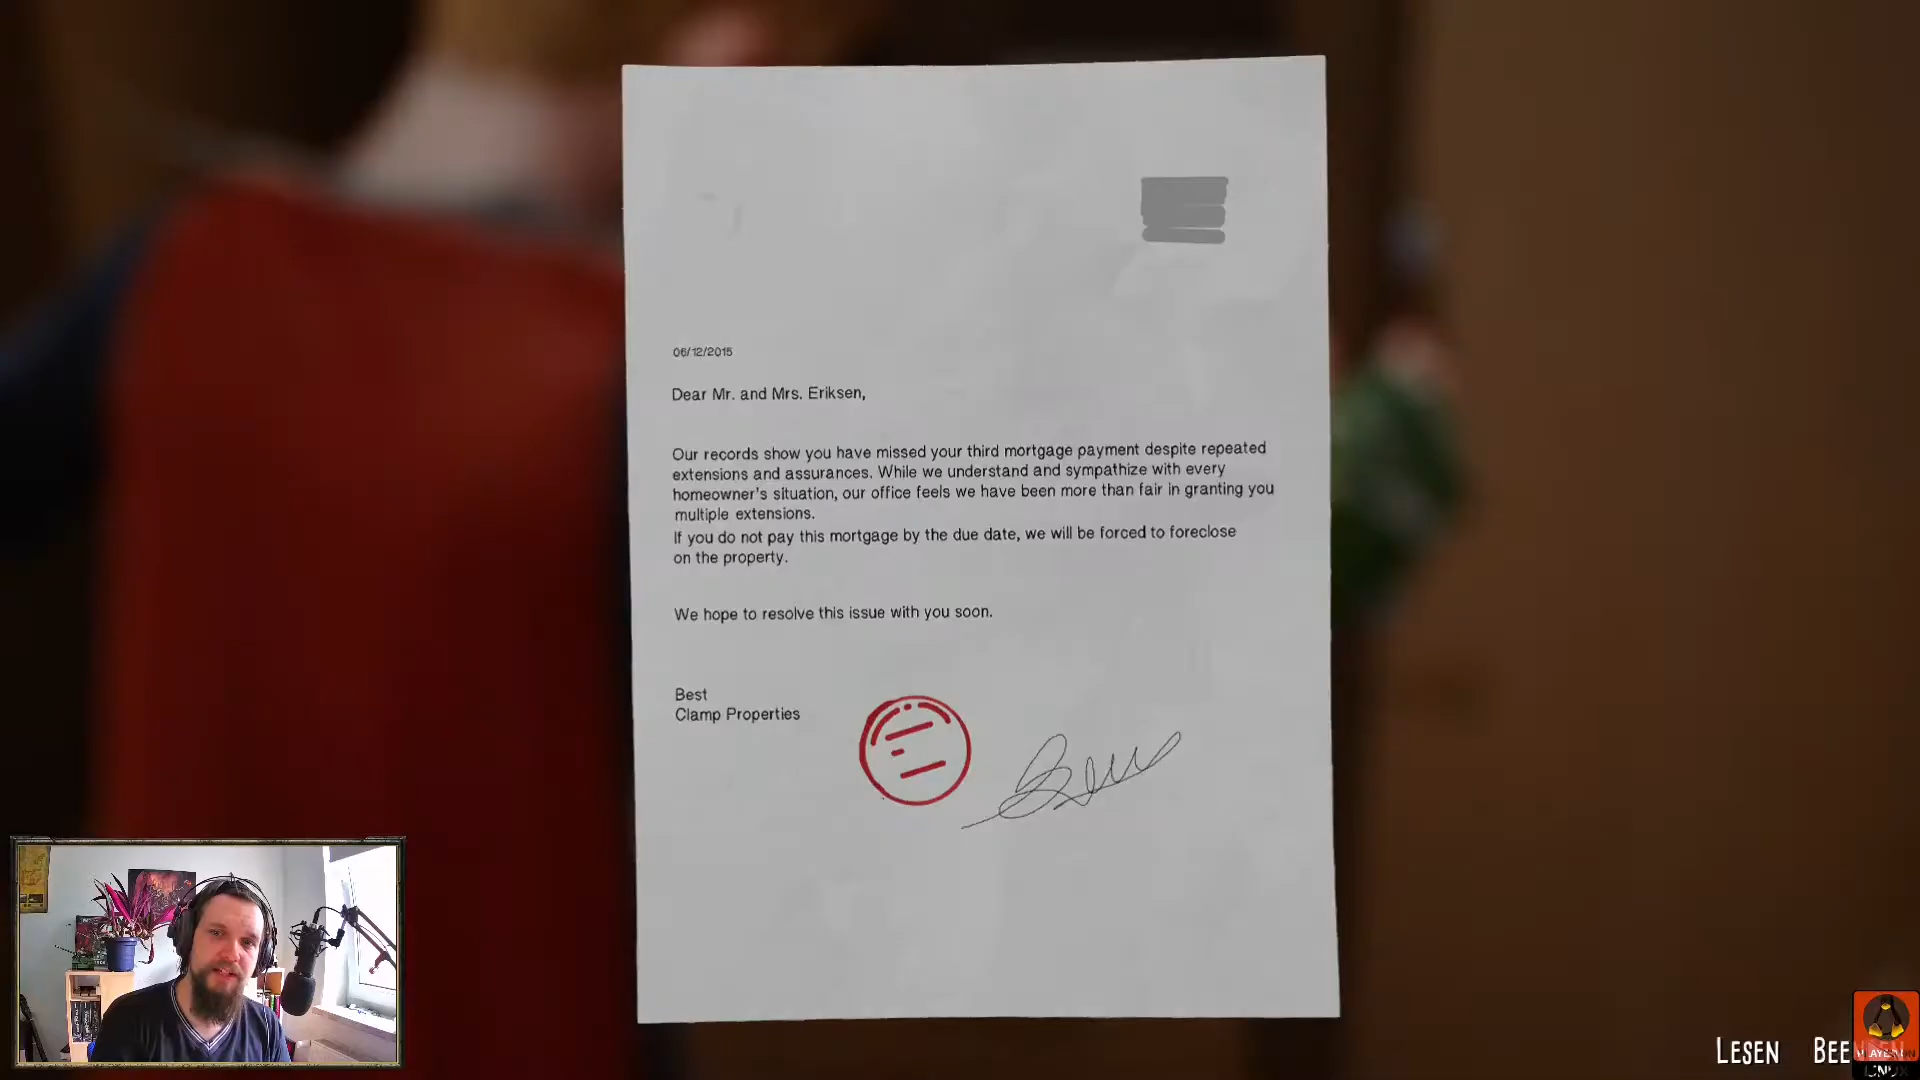 06/12/2015
Dear Mr. and Mrs. Eriksen,
Our records show you have missed your third mortgage payment despite repeated
extensions and assurances. While we understand and sympathize with every
homeowner's situation, our office feels we have been more than fair in granting you
multiple extensions.
If you do not pay this mortgage by the due date, we will be forced to foreclose
on the property.
We hope to resolve this issue with you soon.
Best
Clamp Properties
LESEN